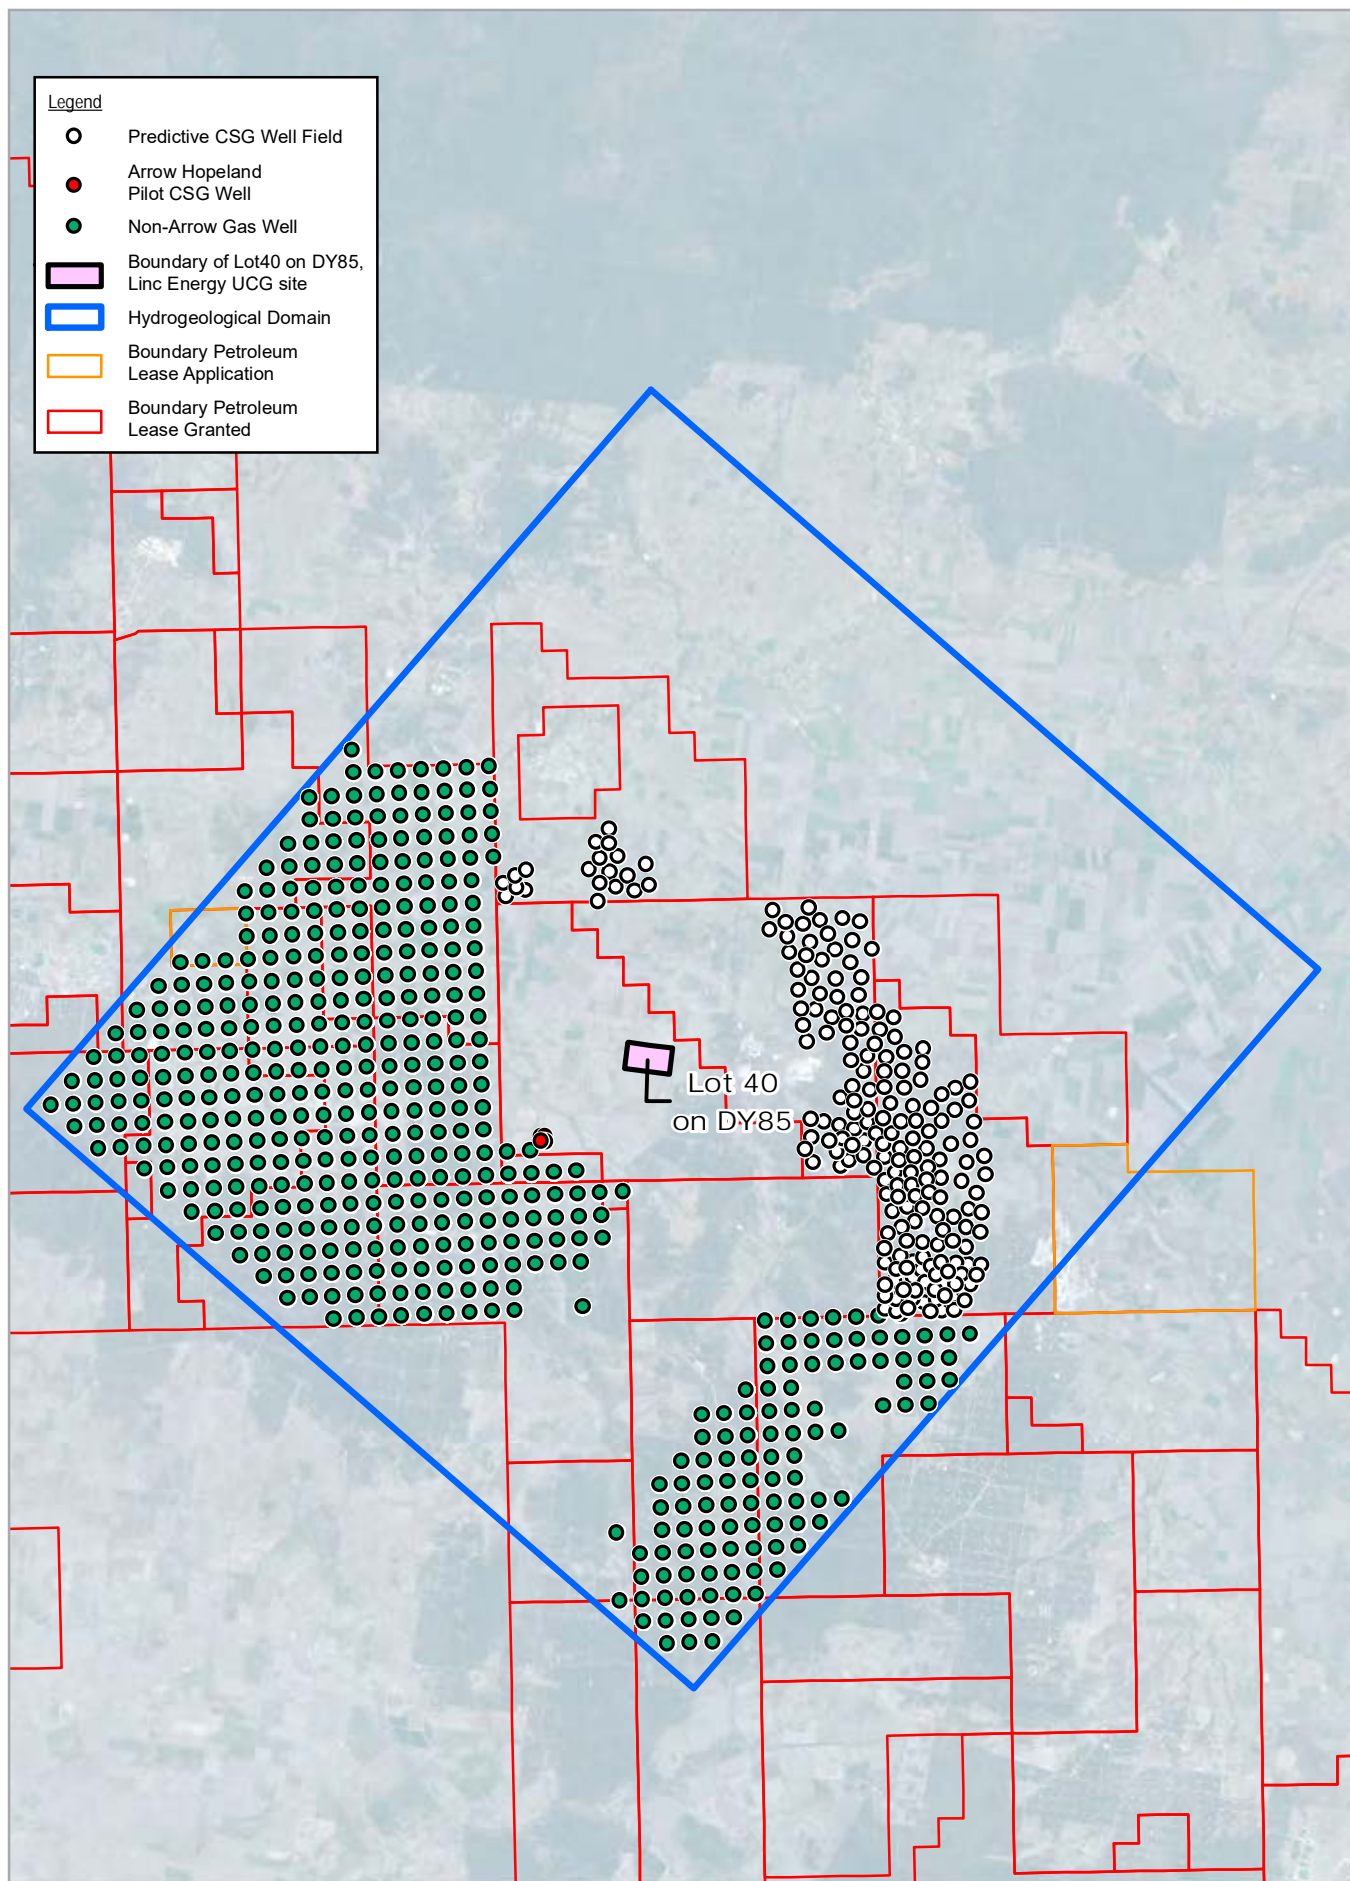 Legend
Predictive CSG Well Field
Arrow Hopeland
Pilot CSG Well
Non-Arrow Gas Well
Boundary of Lot40 on DY85,
Linc Energy UCG site
Hydrogeological Domain
Boundary Petroleum
Lease Application
Boundary Petroleum
Lease Granted
Lot 40
on DY85